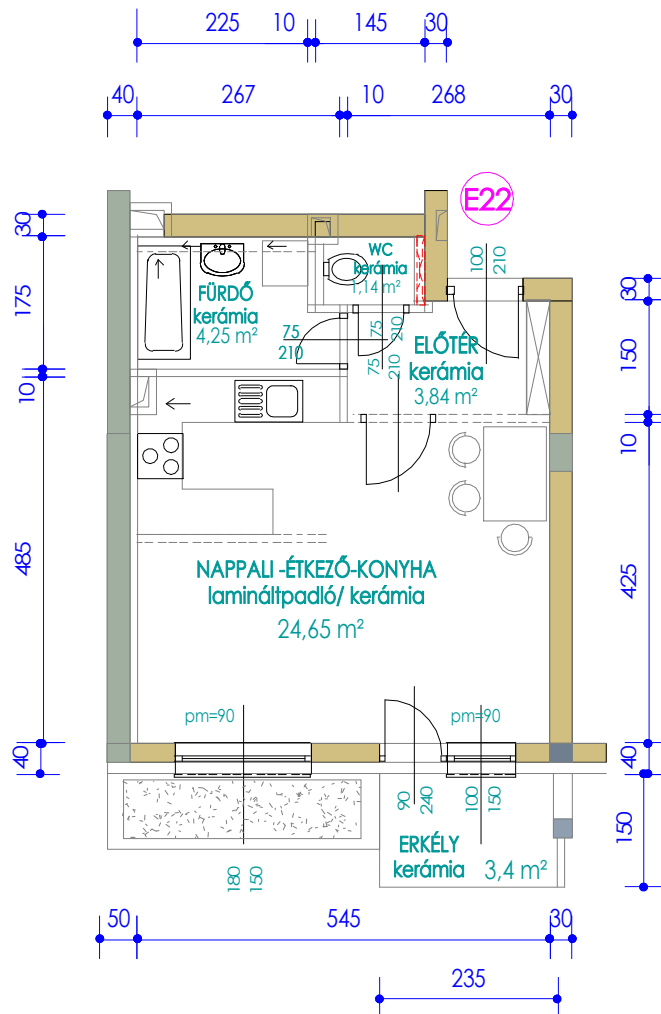 225 10 145 30
40 267 10 268 30
E22
30
175
10
485
40
WC
kerámia
1,14 m²
100
210
FÜRDŐ
kerámia
4,25 m²
75
210
75
210
75
210
ELŐTÉR
kerámia
3,84 m²
30
150
10
425
40
150
NAPPALI -ÉTKEZŐ-KONYHA
lamináltpadló/ kerámia
24,65 m²
pm=90
pm=90
90
240
100
150
180
150
ERKÉLY
kerámia 3,4 m²
50 545 30
235